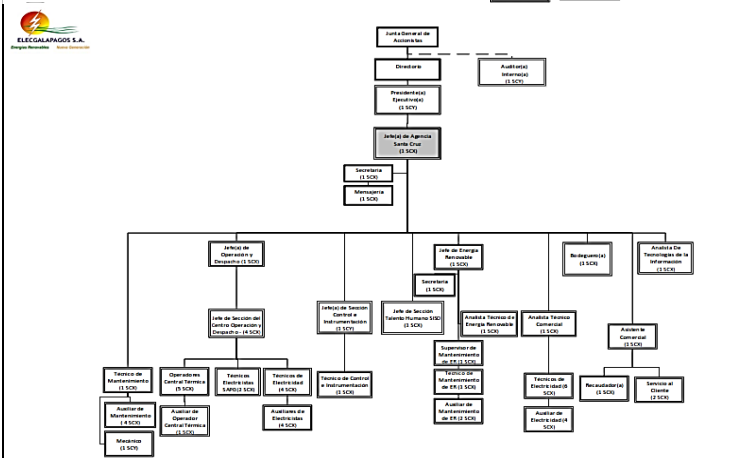 ELECGALAPAGOS S.A.
Energías Renovables Nueva Generación
Junta General de
Accionistas
Directorio
Auditor(a)
Interno(a)
(1 SCY)
Presidente(a)
Ejecutivo(a)
(1 SCY)
Jefe(a) de Agencia
Santa Cruz
(1 SCX)
Secretaria
(1 SCX)
Mensajería
(1 SCX)
Jefe(a) de
Operación y
Despacho (1 SCX)
Jefe de Energía
Renovable
(1 SCX)
Bodeguero(a)
(1 SCX)
Analista De
Tecnologías de la
Información
(1 SCX)
Secretaria
(1 SCX)
Jefe de Sección del
Centro Operación y
Despacho - (4 SCX)
Jefe(a) de Sección
Control e
Instrumentación
(1 SCY)
Jefe de Sección
Talento Humano SISO
(1 SCX)
Analista Técnico de
Energía Renovable
(1 SCX)
Analista Técnico
Comercial
(1 SCX)
Asistente
Comercial
(1 SCX)
Supervisor de
Mantenimiento
de ER (1 SCX)
Técnico de
Mantenimiento
(1 SCX)
Operadores
Central Térmica
(5 SCX)
Técnicos
Electricistas
SAPG(3 SCX)
Técnicos de
Electricidad
(4 SCX)
Técnico de Control
e Instrumentación
(1 SCX)
Técnico de
Mantenimiento
de ER (1 SCX)
Técnicos de
Electricidad (6
SCX)
Recaudador(a)
(1 SCX)
Servicio al
Cliente
(2 SCX)
Auxiliar de
Mantenimiento
( 4 SCX)
Auxiliar de
Operador
Central Térmica
(1 SCX)
Auxiliares de
Electricistas
(4 SCX)
Auxiliar de
Mantenimiento
de ER (2 SCX)
Auxiliar de
Electricidad (4
SCX)
Mecánico
(1 SCY)